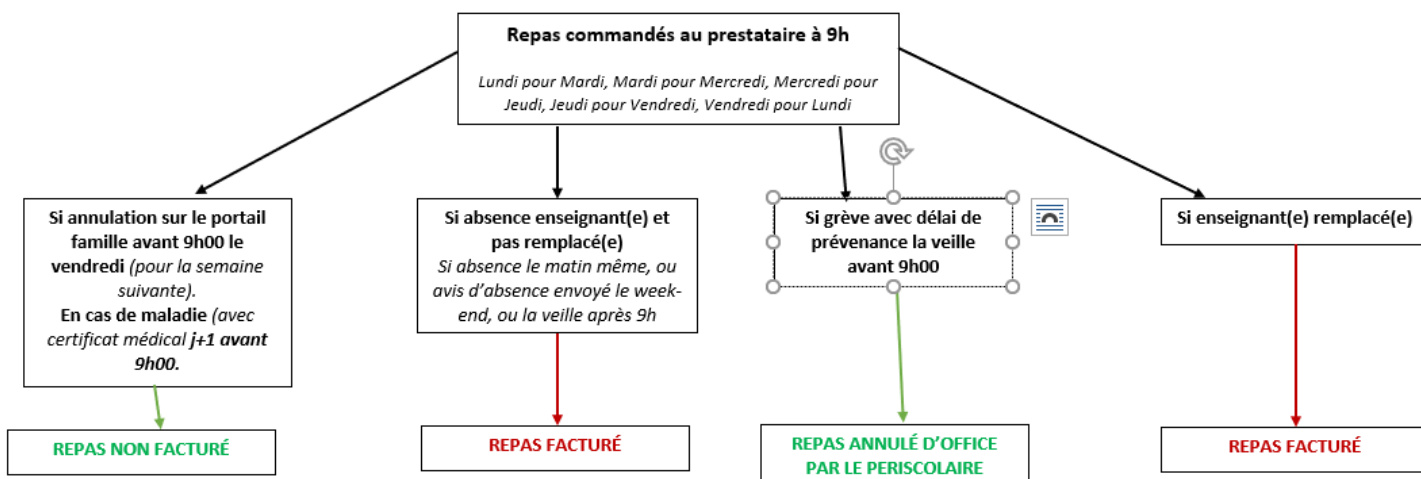 Repas commandés au prestataire à 9h
Lundi pour Mardi, Mardi pour Mercredi, Mercredi pour
Jeudi, Jeudi pour Vendredi, Vendredi pour Lundi
Si annulation sur le portail
famille avant 9h00 le
vendredi (pour la semaine
suivante).
En cas de maladie (avec
certificat médical j+1 avant
9h00.
Si absence enseignant(e) et
pas remplacé(e)
Si absence le matin même, ou
avis d’absence envoyé le week-
end, ou la veille après 9h
Si grève avec délai de
prévenance la veille
avant 9h00
Si enseignant(e) remplacé(e)
REPAS NON FACTURÉ
REPAS FACTURÉ
REPAS ANNULÉ D’OFFICE
PAR LE PERISCOLAIRE
REPAS FACTURÉ